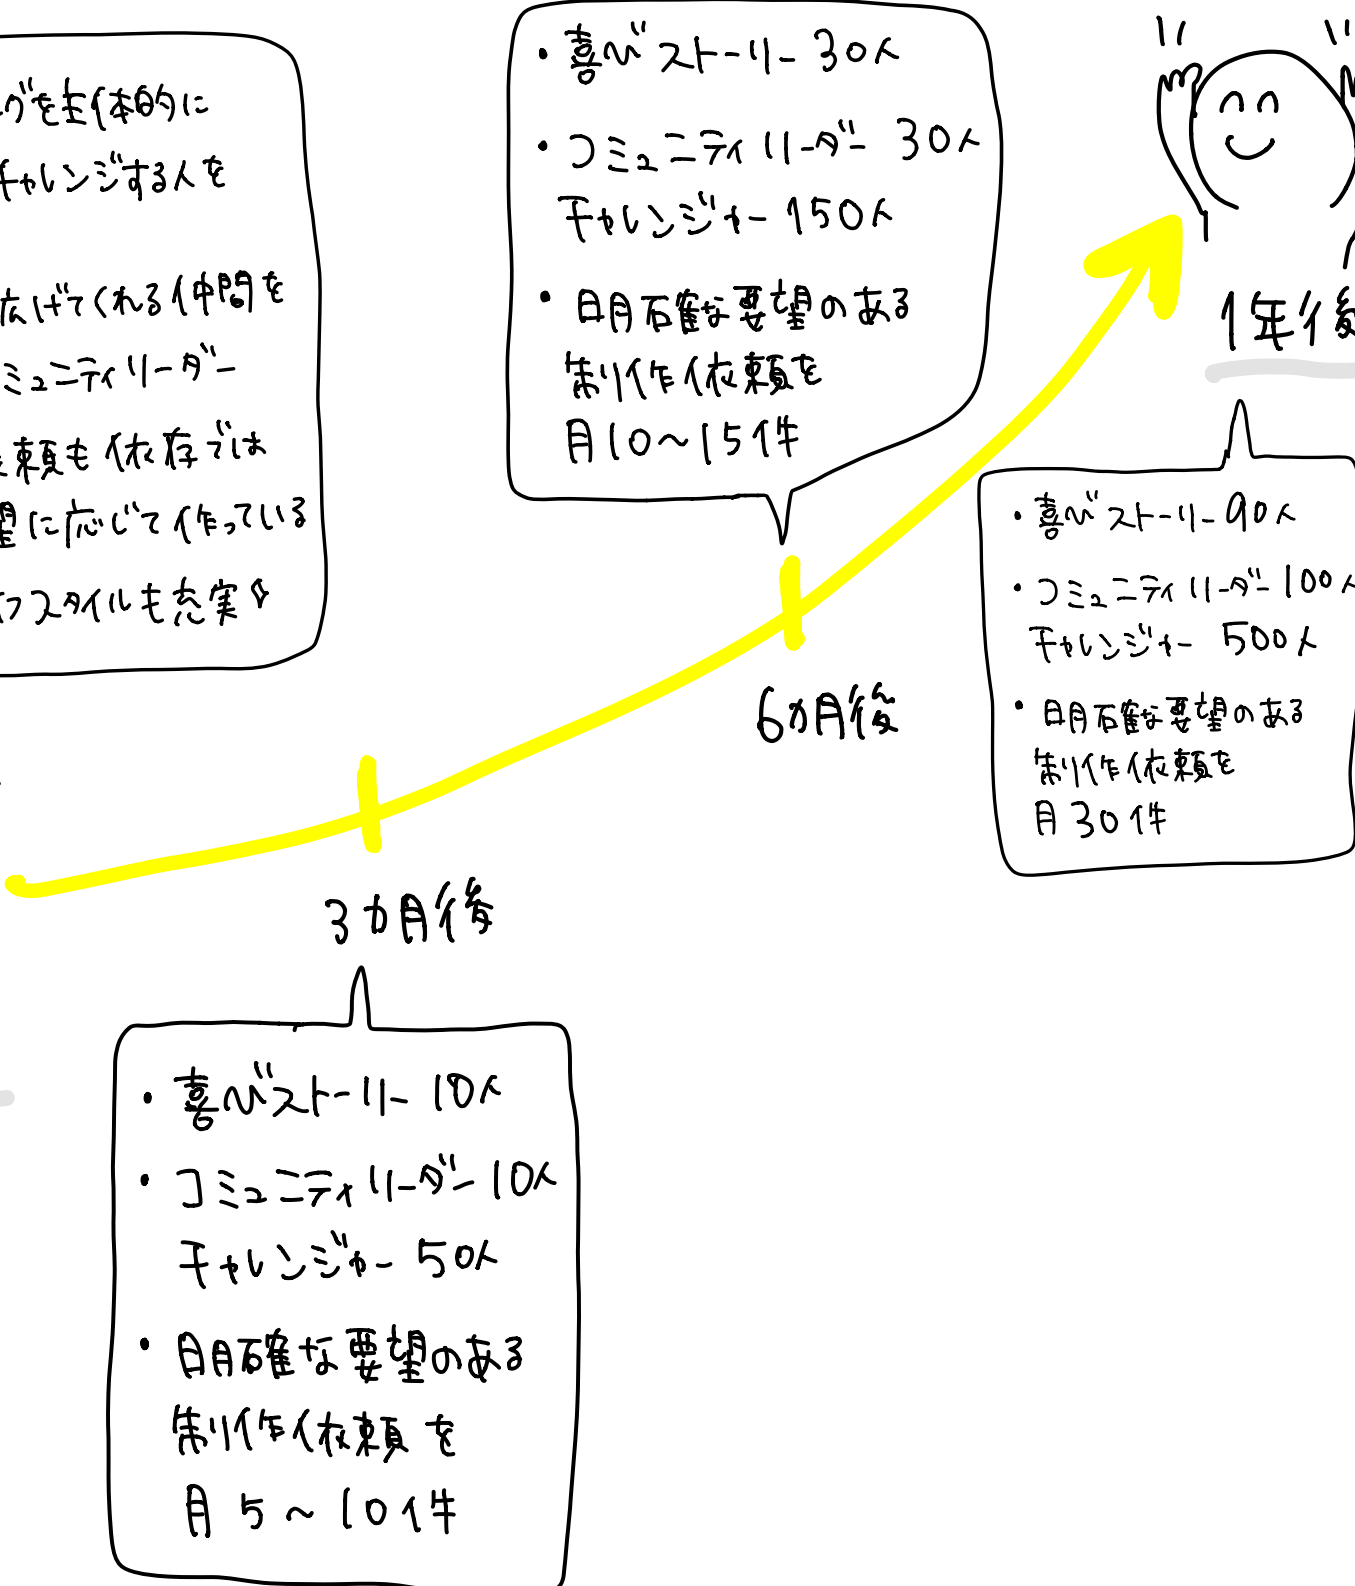 グを主体的に
チャレンジする人を
広げてくれる仲間を
ミュニティリーダー
頼も依存では
望に応じて作っている
フスタイルも充実
・喜びストーリー 30人
・コミュニティリーダー 30人
チャレンジャー 150人
・明確な要望のある
制作依頼を
月10〜15件
1年後
・喜びストーリー 90人
・コミュニティリーダー 100人
チャレンジャー 500人
・明確な要望のある
制作依頼を
月30件
6カ月後
3カ月後
・喜びストーリー 10人
・コミュニティリーダー 10人
チャレンジャー 50人
・明確な要望のある
制作依頼を
月5〜10件